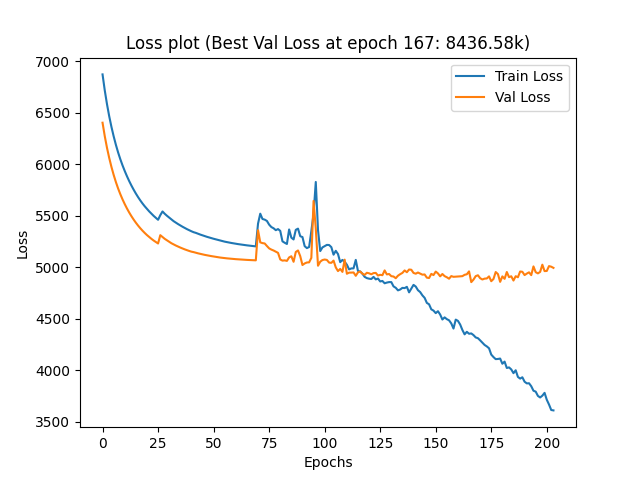 Loss plot (Best Val Loss at epoch 167: 8436.58k)
Train Loss
Val Loss
Loss
7000
6500
6000
5500
5000
4500
4000
3500
0 25 50 75 100 125 150 175 200
Epochs